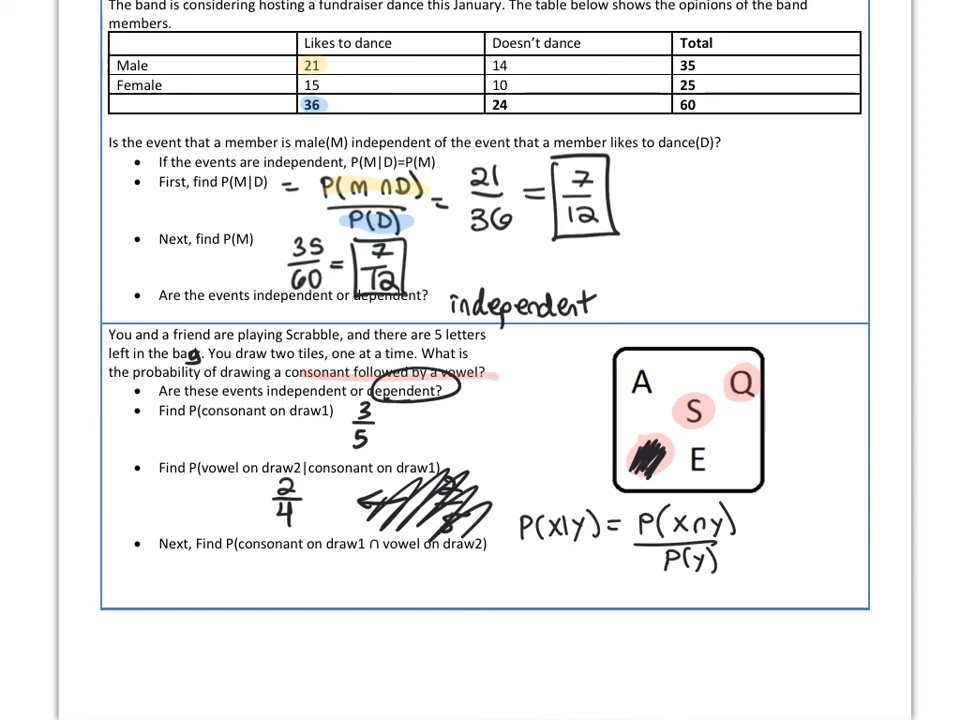 The band is considering hosting a fundraiser dance this January. The table below shows the opinions of the band
members.
Likes to dance Doesn't dance Total
Male 21 14 35
Female 15 10 25
36 24 60
Is the event that a member is male(M) independent of the event that a member likes to dance(D)?
• If the events are independent, P(M|D)=P(M)
• First, find P(M|D) = P(M ∩ D) / P(D) = 21/36 = 7/12
• Next, find P(M)
35/60 = 7/12
• Are the events independent or dependent? independent
You and a friend are playing Scrabble, and there are 5 letters
left in the bag. You draw two tiles, one at a time. What is
the probability of drawing a consonant followed by a vowel?
• Are these events independent or dependent?
• Find P(consonant on draw1) 3/5
• Find P(vowel on draw2|consonant on draw1)
2/4
• Next, Find P(consonant on draw1 ∩ vowel on draw2)
A Q
S
E
P(x|y) = P(x∩y) / P(y)